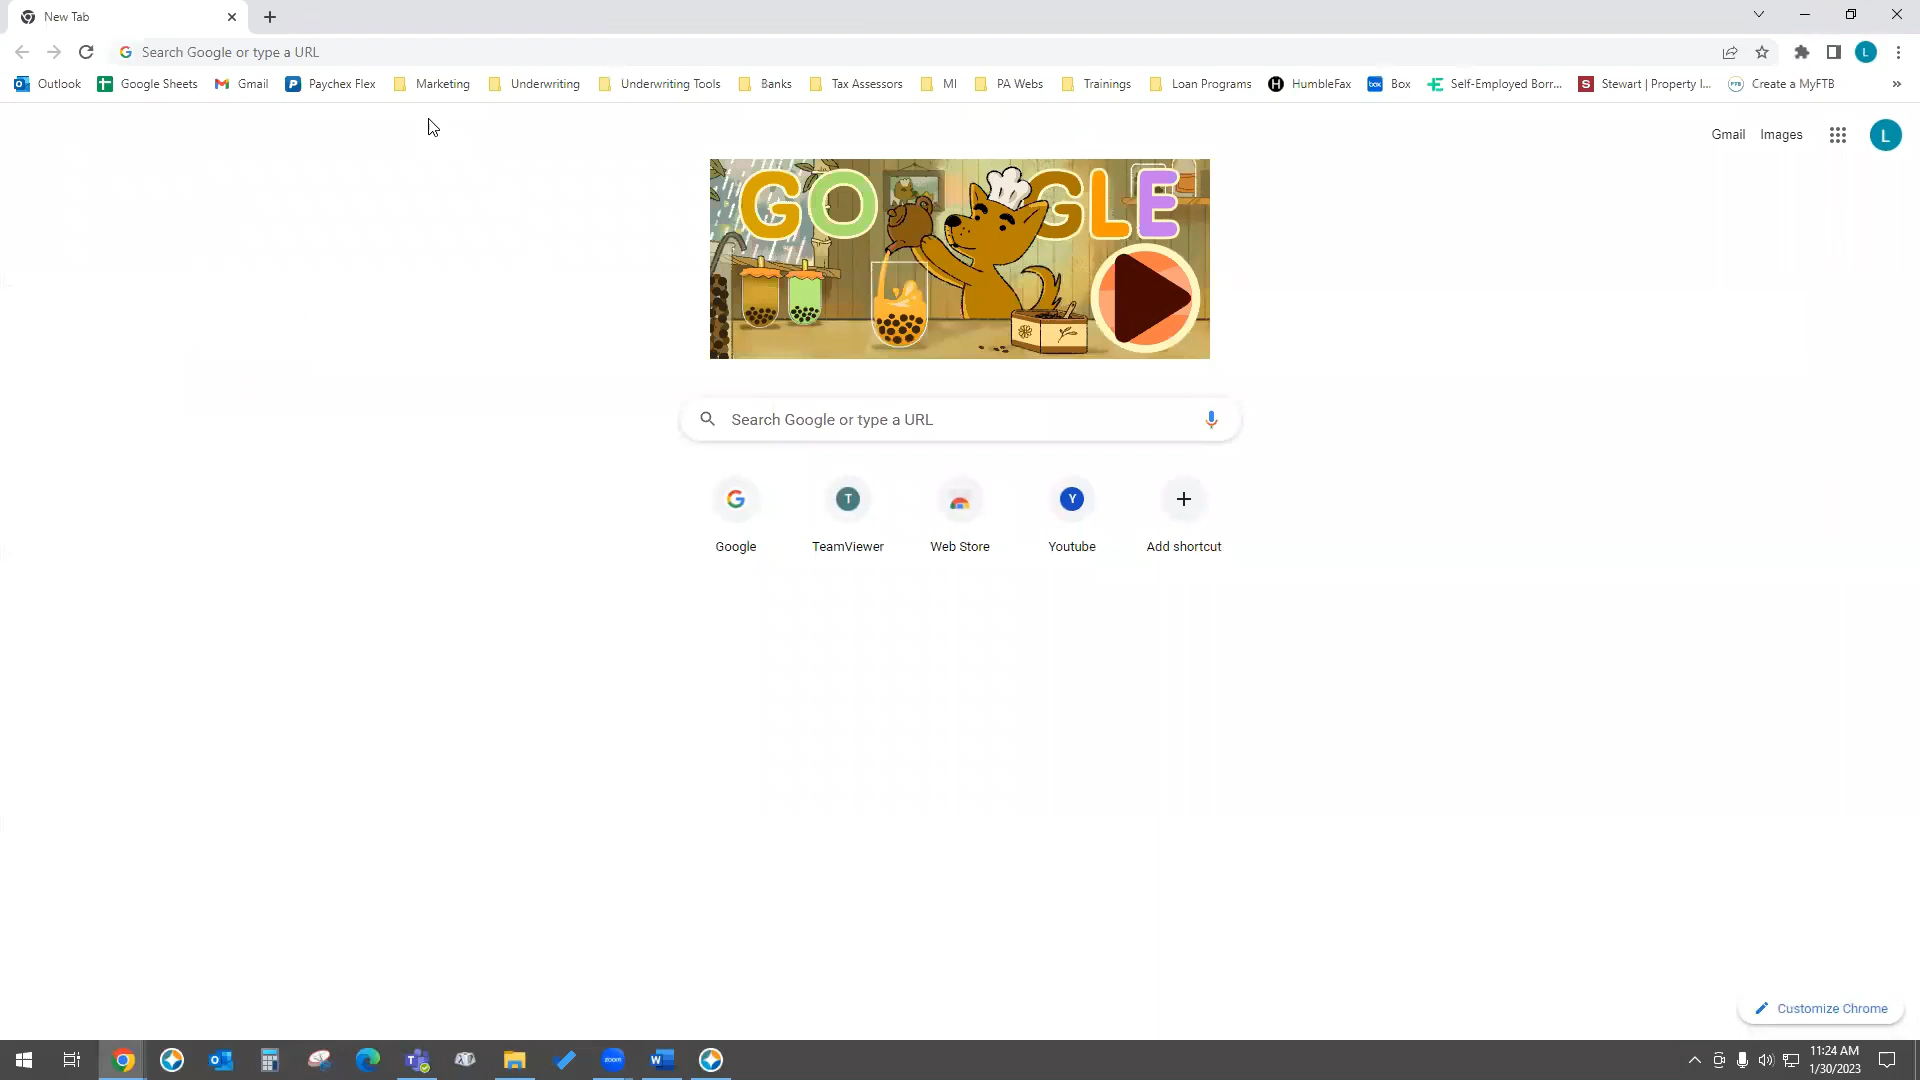 New Tab
Search Google or type a URL
Outlook Google Sheets Gmail Paychex Flex Marketing Underwriting Underwriting Tools Banks Tax Assessors MI PA Webs Trainings Loan Programs HumbleFax Box Self-Employed Borr... Stewart | Property I... Create a MyFTB »
Gmail Images L
GOOGLE
Search Google or type a URL
Google TeamViewer Web Store Youtube Add shortcut
Customize Chrome
11:24 AM
1/30/2023